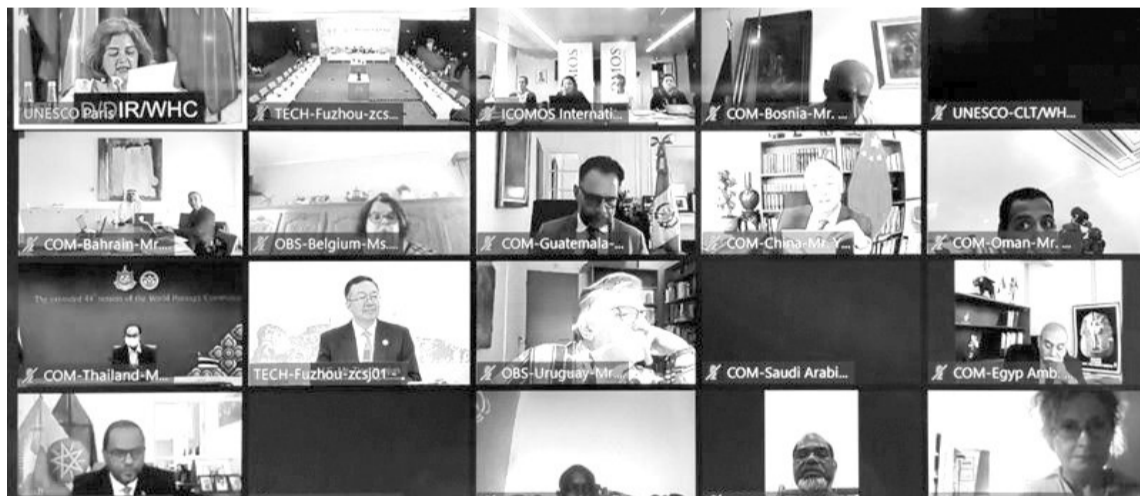 UNESCO Paris
D/DIR/WHC
TECH-Fuzhou-zcs...
ICOMOS Internati...
ICOMOS
COM-Bosnia-Mr. ...
UNESCO-CLT/WH...
COM-Bahrain-Mr....
OBS-Belgium-Ms...
COM-Guatemala-...
COM-China-Mr. Y...
COM-Oman-Mr. ...
The extended 44th session of the World Heritage Committee
COM-Thailand-M...
TECH-Fuzhou-zcsj01...
OBS-Uruguay-Mr...
COM-Saudi Arabi...
COM-Egyp Amb. ...